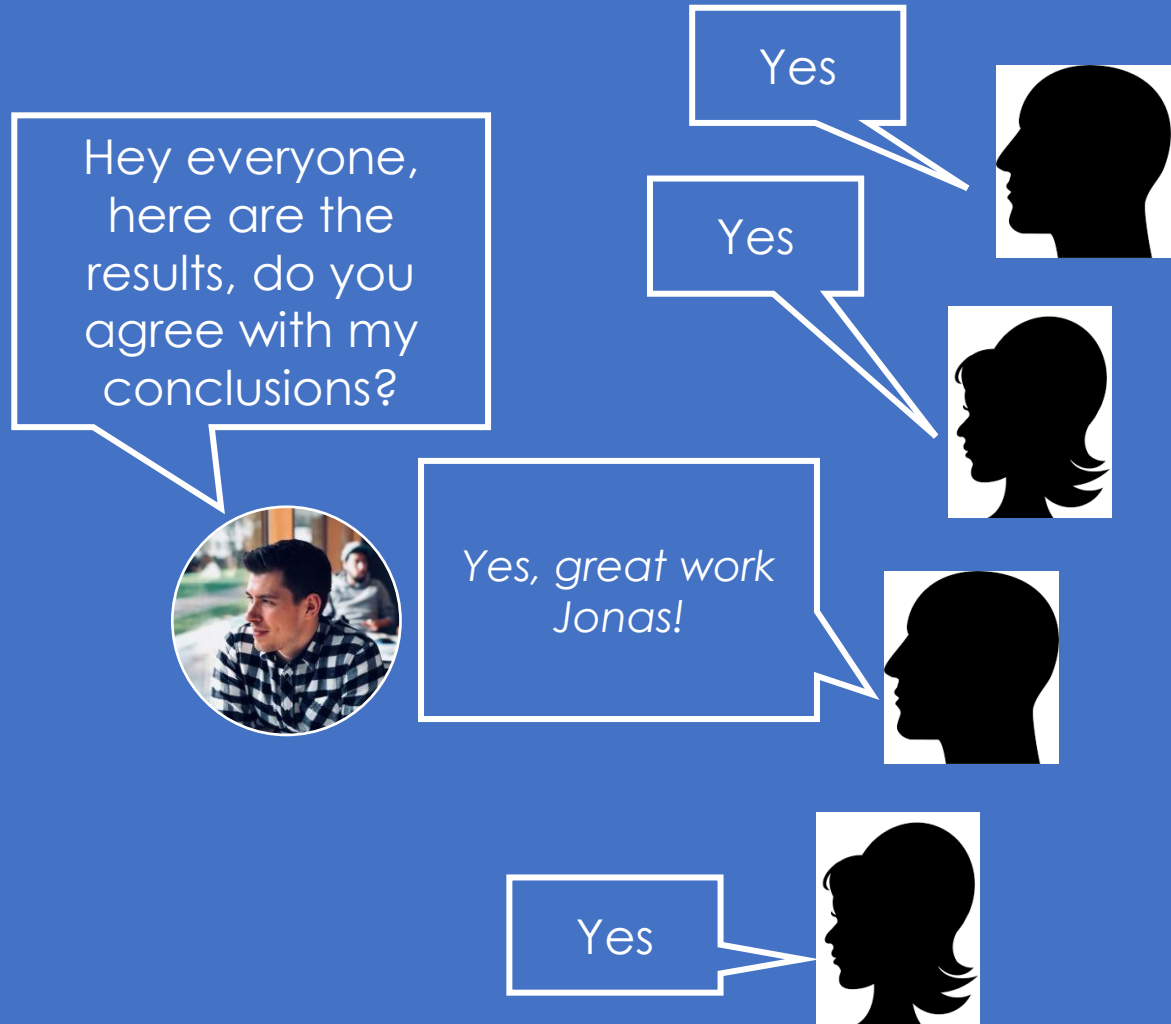 Hey everyone,
here are the
results, do you
agree with my
conclusions?
Yes
Yes
Yes, great work
Jonas!
Yes